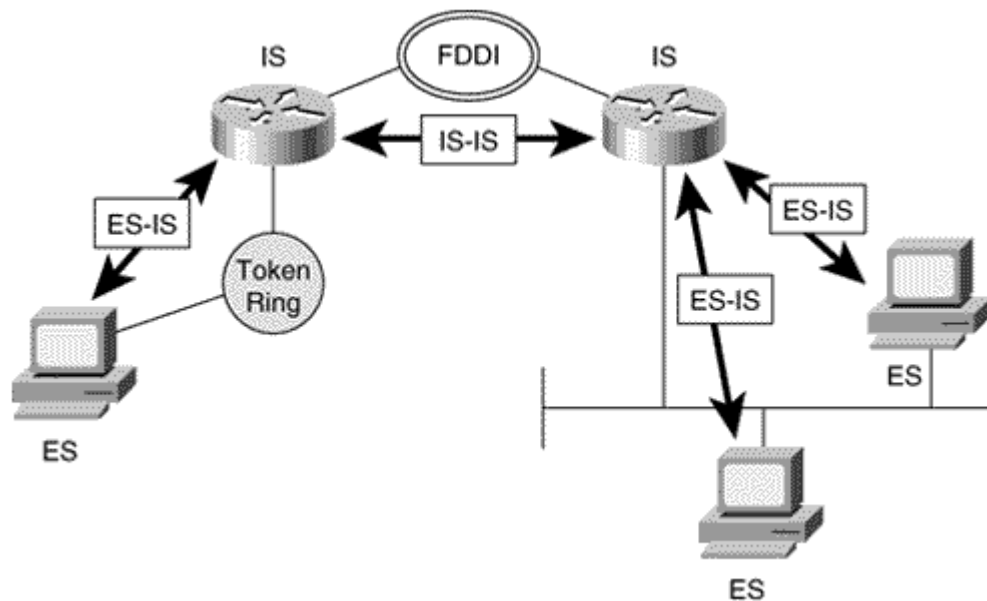 FDDI
IS
IS
IS-IS
ES-IS
ES-IS
Token
Ring
ES-IS
ES
ES
ES